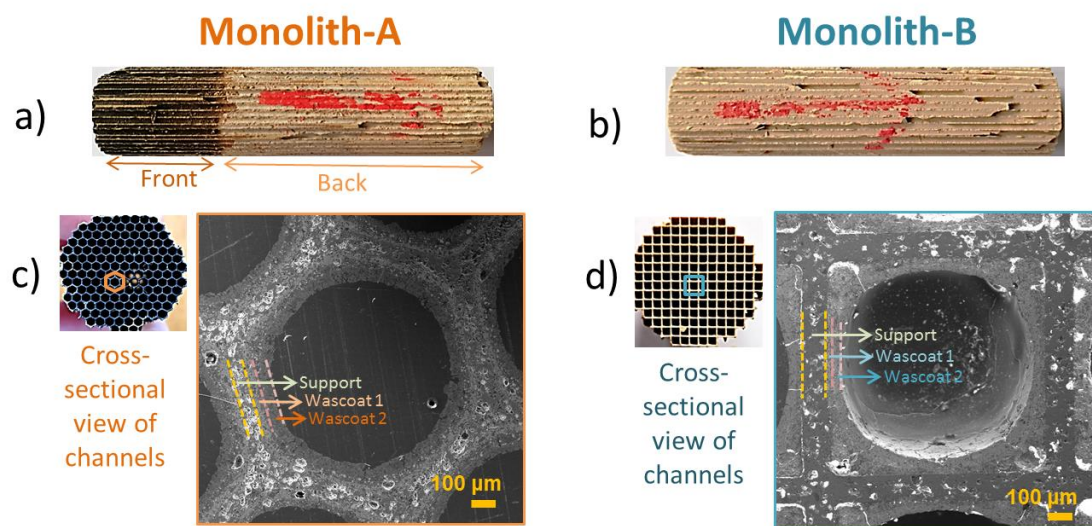 Monolith-A
Monolith-B
a)
Front
Back
b)
c)
Cross-
sectional
view of
channels
Support
Wascoat 1
Wascoat 2
100 µm
d)
Cross-
sectional
view of
channels
Support
Wascoat 1
Wascoat 2
100 µm